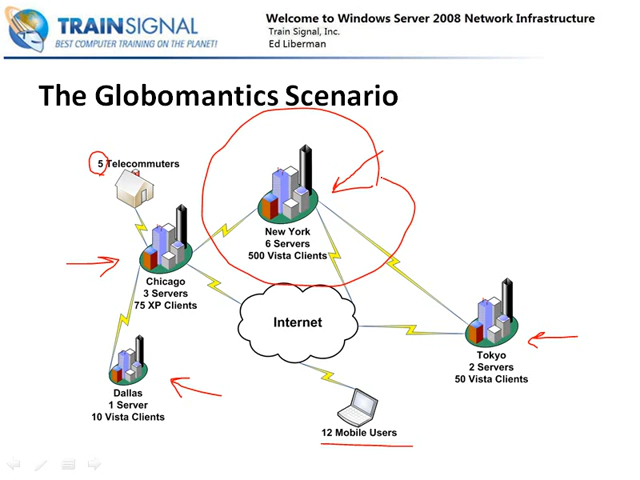 TRAINSIGNAL
BEST COMPUTER TRAINING ON THE PLANET!
Welcome to Windows Server 2008 Network Infrastructure
Train Signal, Inc.
Ed Liberman
The Globomantics Scenario
5 Telecommuters
New York
6 Servers
500 Vista Clients
Chicago
3 Servers
75 XP Clients
Internet
Tokyo
2 Servers
50 Vista Clients
Dallas
1 Server
10 Vista Clients
12 Mobile Users